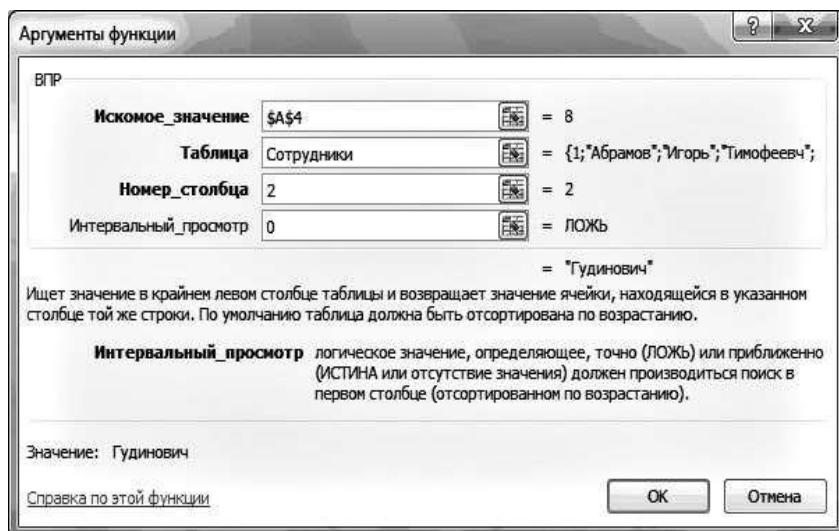 Аргументы функции
ВПР
Искомое_значение $A$4 = 8
Таблица Сотрудники = {1;"Абрамов";"Игорь";"Тимофеевч";
Номер_столбца 2 = 2
Интервальный_просмотр 0 = ЛОЖЬ
= "Гудинович"
Ищет значение в крайнем левом столбце таблицы и возвращает значение ячейки, находящейся в указанном
столбце той же строки. По умолчанию таблица должна быть отсортирована по возрастанию.
Интервальный_просмотр логическое значение, определяющее, точно (ЛОЖЬ) или приближенно
(ИСТИНА или отсутствие значения) должен производиться поиск в
первом столбце (отсортированном по возрастанию).
Значение: Гудинович
Справка по этой функции
ОК Отмена